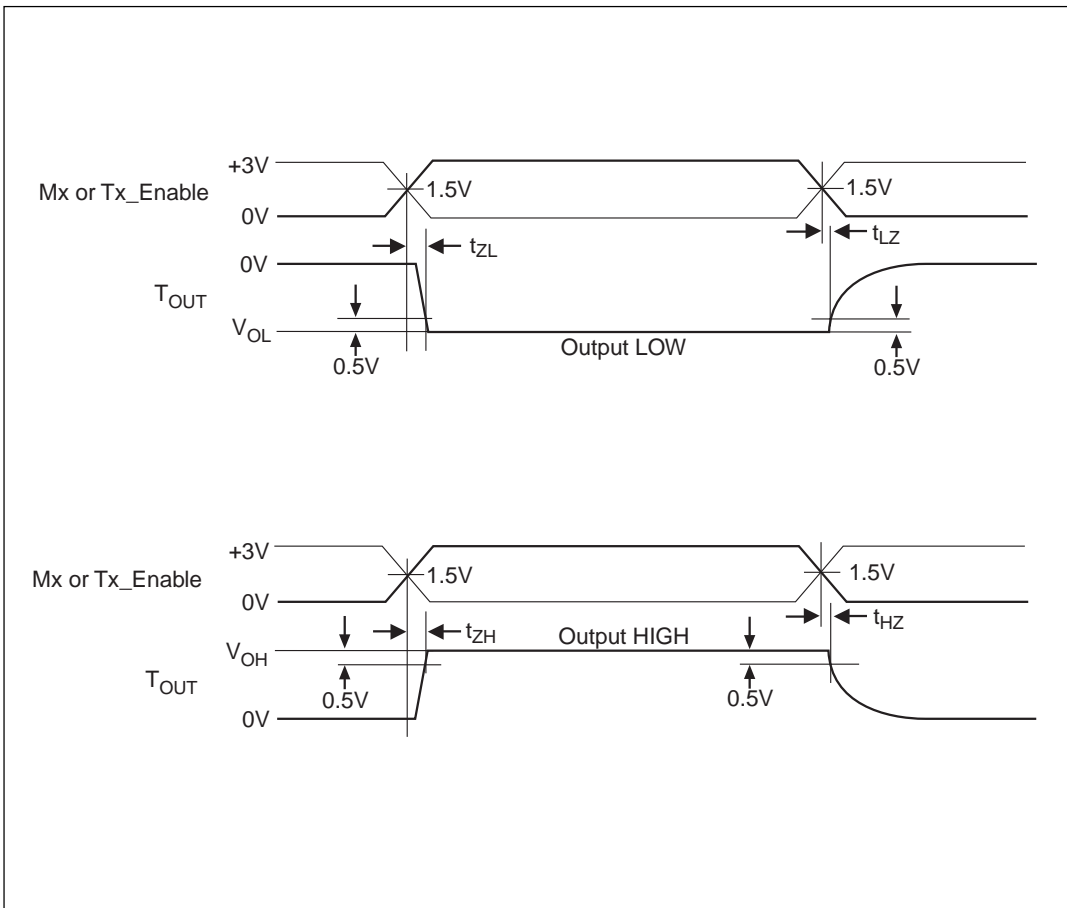 +3V
Mx or Tx_Enable
1.5V
1.5V
0V
tZL
tLZ
0V
TOUT
VOL
Output LOW
0.5V
0.5V
+3V
Mx or Tx_Enable
1.5V
1.5V
0V
tZH
Output HIGH
tHZ
VOH
TOUT
0.5V
0.5V
0V